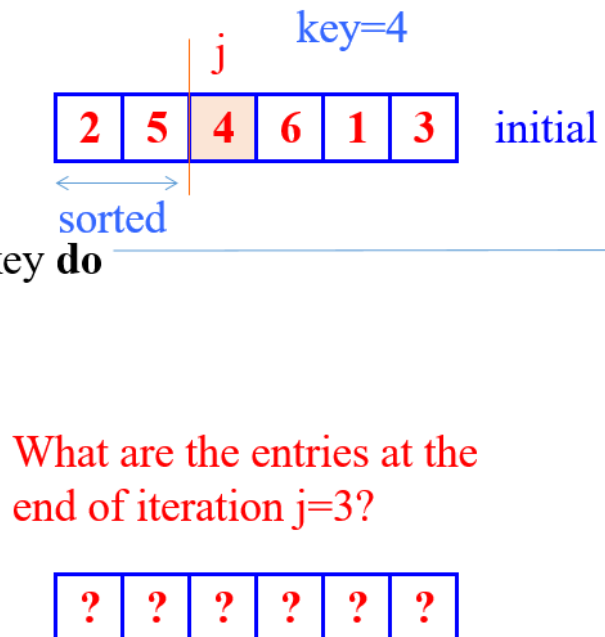 j key=4
2 5 4 6 1 3 initial
sorted
do
What are the entries at the
end of iteration j=3?
? ? ? ? ? ?